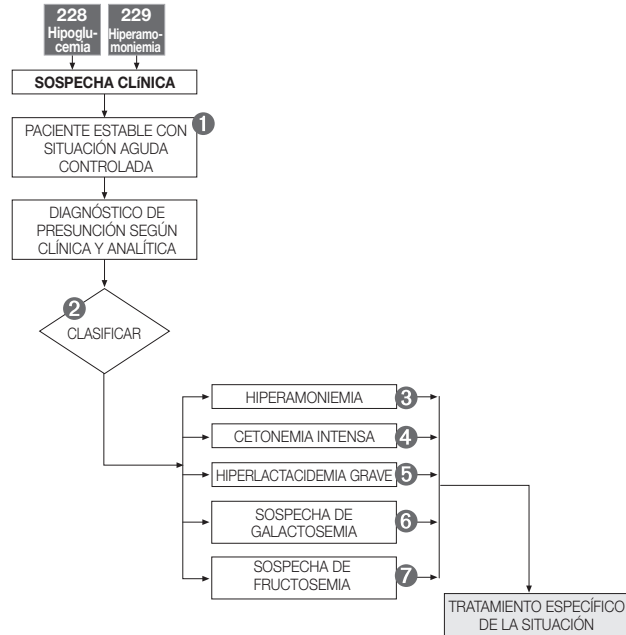 228
Hipoglu-
cemia
229
Hiperamo-
moniemia
SOSPECHA CLíNICA
1
PACIENTE ESTABLE CON
SITUACIÓN AGUDA
CONTROLADA
DIAGNÓSTICO DE
PRESUNCIÓN SEGÚN
CLÍNICA Y ANALÍTICA
2
CLASIFICAR
HIPERAMONIEMIA 3
CETONEMIA INTENSA 4
HIPERLACTACIDEMIA GRAVE 5
SOSPECHA DE
GALACTOSEMIA
6
SOSPECHA DE
FRUCTOSEMIA
7
TRATAMIENTO ESPECÍFICO
DE LA SITUACIÓN